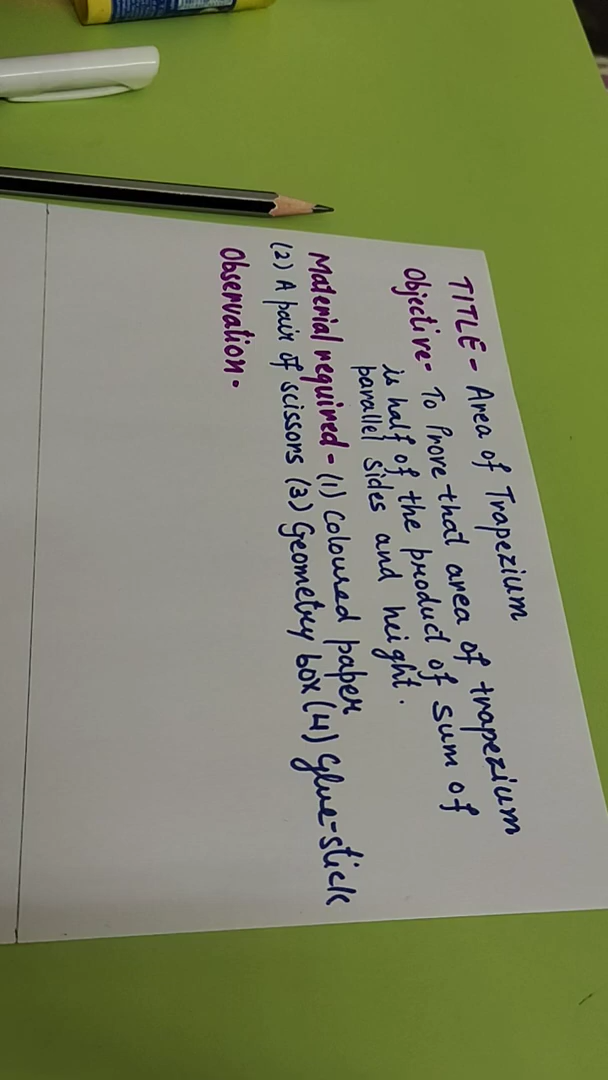 TITLE - Area of Trapezium
Objective - To Prove that area of trapezium
is half of the product of sum of
parallel sides and height.
Material required - (1) Coloured paper
(2) A pair of scissors (3) Geometry box (4) Glue-stick
Observation -